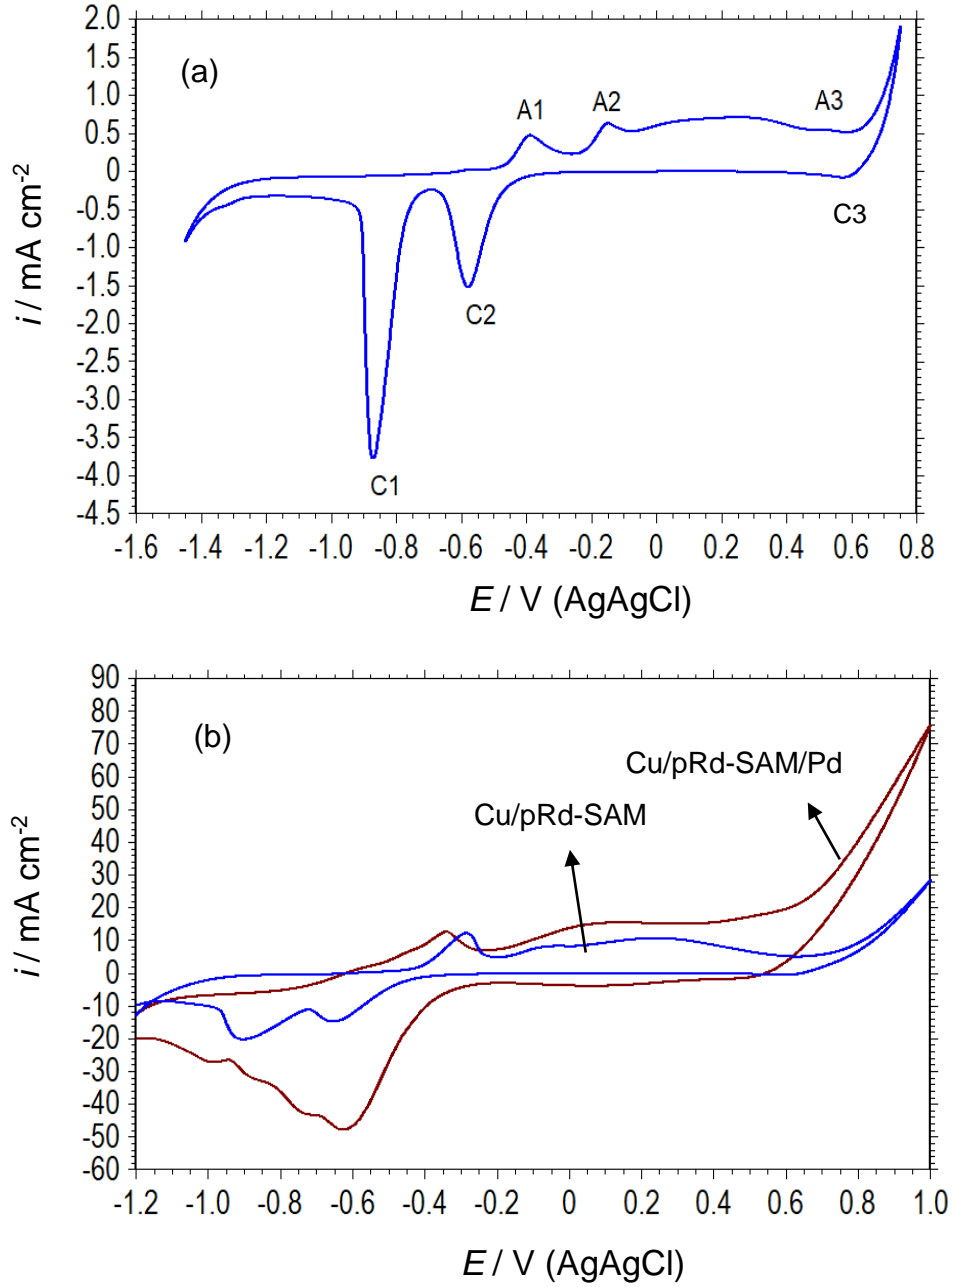 (a)
2.0
1.5
1.0
0.5
0
-0.5
-1.0
-1.5
-2.0
-2.5
-3.0
-3.5
-4.0
-4.5
A1
A2
A3
C3
C2
C1
i / mA cm-2
-1.6 -1.4 -1.2 -1.0 -0.8 -0.6 -0.4 -0.2 0 0.2 0.4 0.6 0.8
E / V (AgAgCl)
(b)
90
80
70
60
50
40
30
20
10
0
-10
-20
-30
-40
-50
-60
Cu/pRd-SAM/Pd
Cu/pRd-SAM
i / mA cm-2
-1.2 -1.0 -0.8 -0.6 -0.4 -0.2 0 0.2 0.4 0.6 0.8 1.0
E / V (AgAgCl)